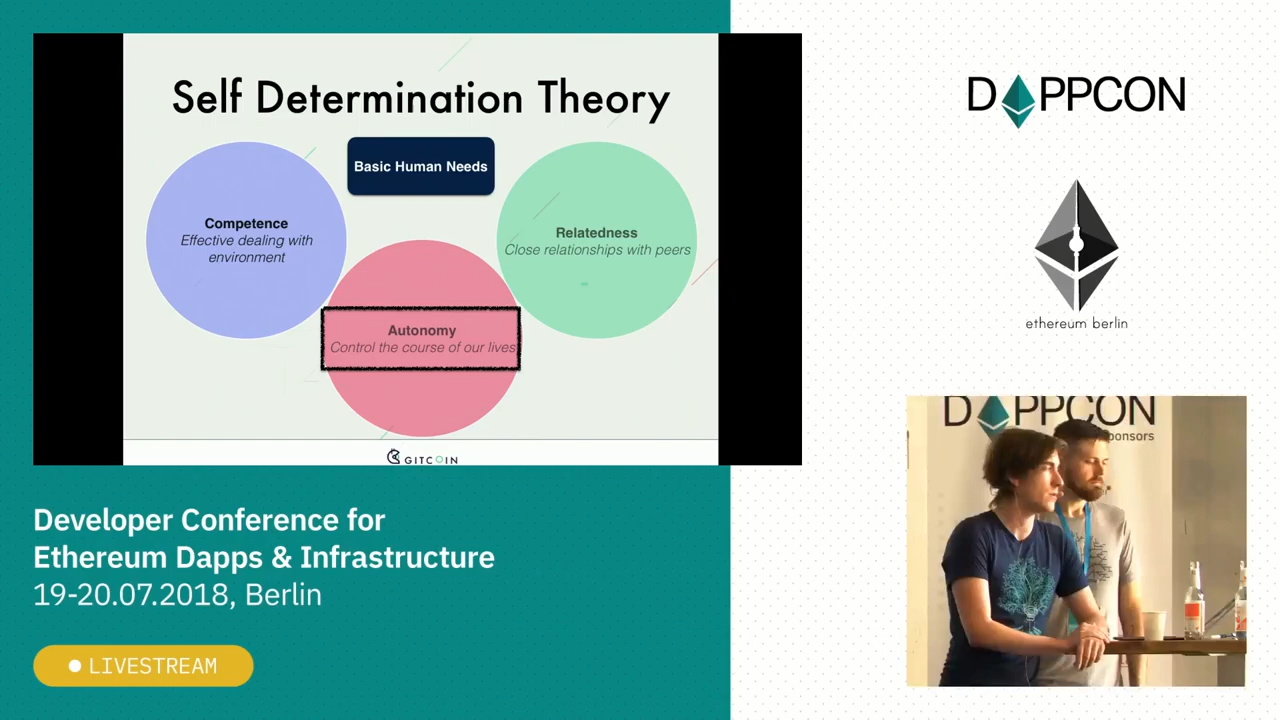 Self Determination Theory
Basic Human Needs
Competence
Effective dealing with
environment
Relatedness
Close relationships with peers
Autonomy
Control the course of our lives
GITCOIN
DAPPCON
ethereum berlin
DAPPCON
ponsors
Developer Conference for
Ethereum Dapps & Infrastructure
19-20.07.2018, Berlin
LIVESTREAM